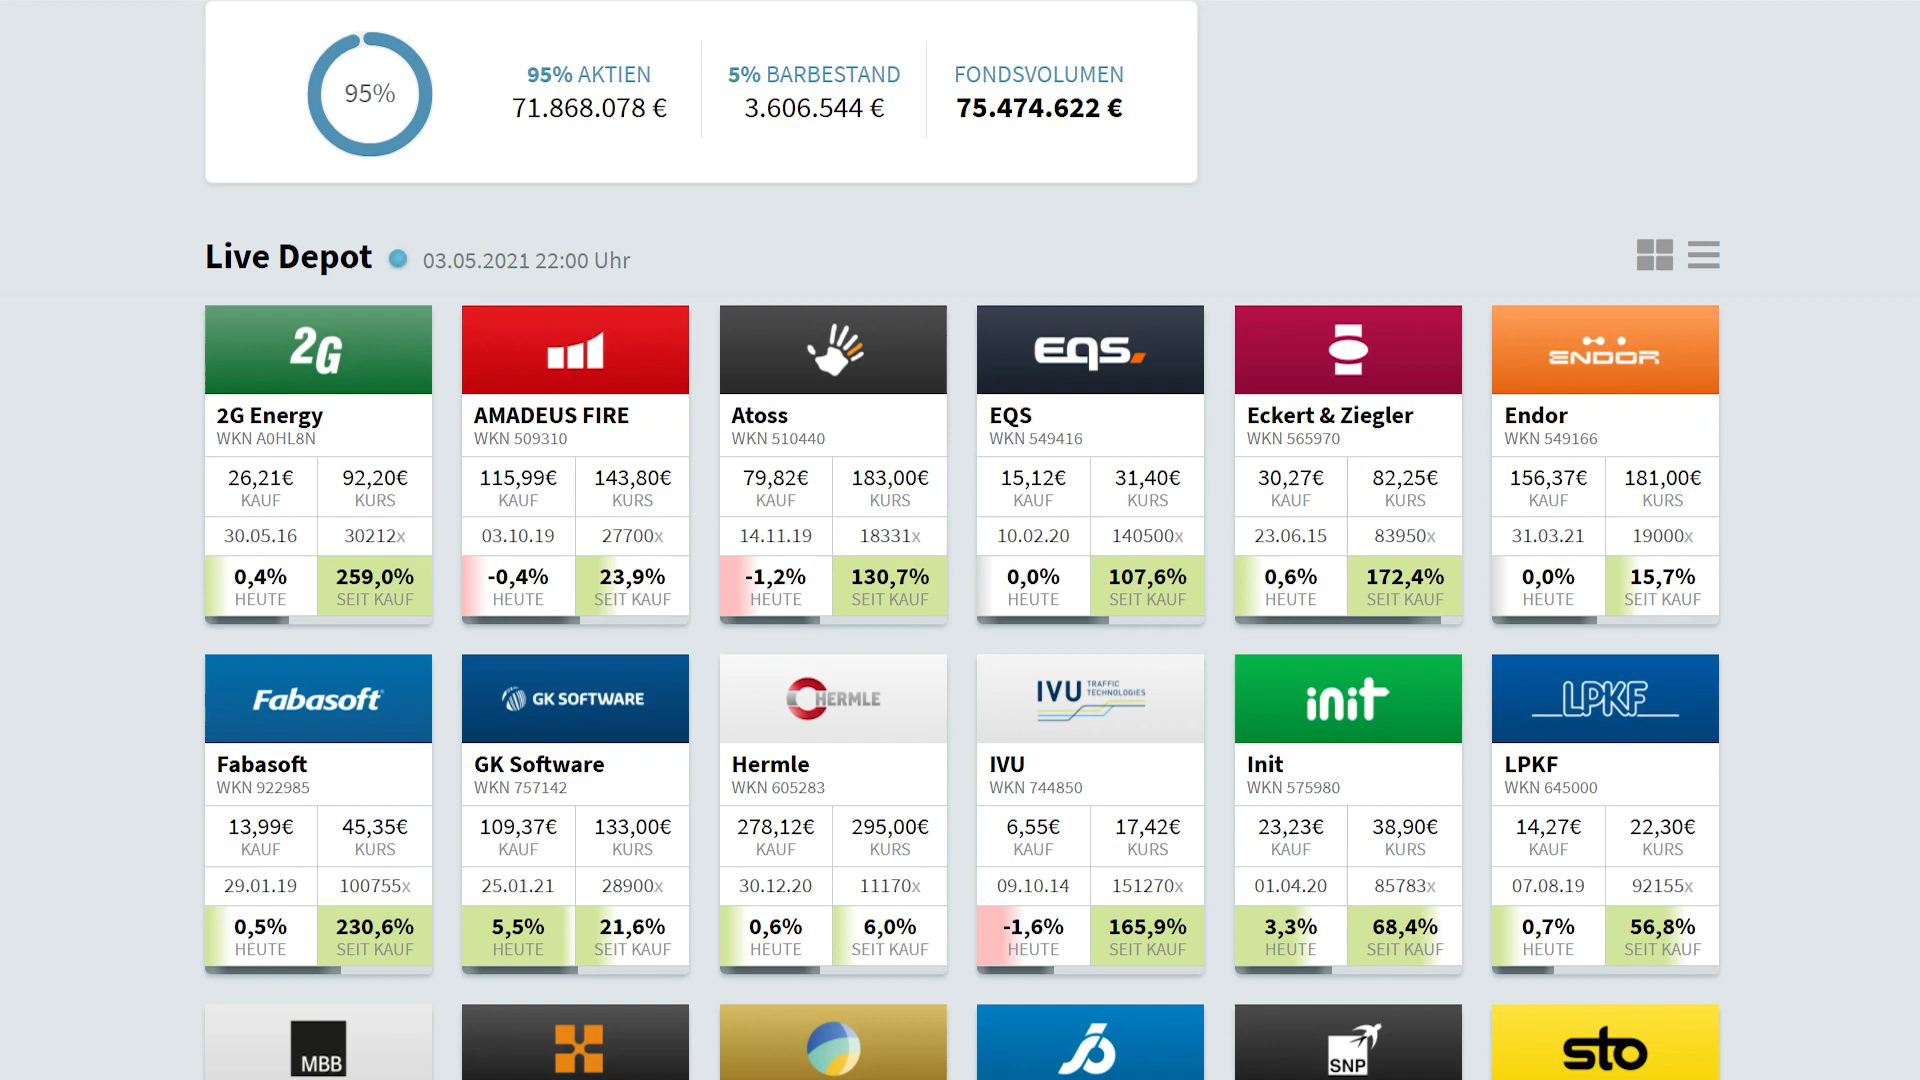 95%
95% AKTIEN
71.868.078 €
5% BARBESTAND
3.606.544 €
FONDSVOLUMEN
75.474.622 €
Live Depot 03.05.2021 22:00 Uhr
2G
2G Energy
WKN A0HL8N
26,21€ 92,20€
KAUF KURS
30.05.16 30212x
0,4% 259,0%
HEUTE SEIT KAUF
AMADEUS FIRE
WKN 509310
115,99€ 143,80€
KAUF KURS
03.10.19 27700x
-0,4% 23,9%
HEUTE SEIT KAUF
Atoss
WKN 510440
79,82€ 183,00€
KAUF KURS
14.11.19 18331x
-1,2% 130,7%
HEUTE SEIT KAUF
EQS.
EQS
WKN 549416
15,12€ 31,40€
KAUF KURS
10.02.20 140500x
0,0% 107,6%
HEUTE SEIT KAUF
Eckert & Ziegler
WKN 565970
30,27€ 82,25€
KAUF KURS
23.06.15 83950x
0,6% 172,4%
HEUTE SEIT KAUF
ENDOR
Endor
WKN 549166
156,37€ 181,00€
KAUF KURS
31.03.21 19000x
0,0% 15,7%
HEUTE SEIT KAUF
Fabasoft
Fabasoft
WKN 922985
13,99€ 45,35€
KAUF KURS
29.01.19 100755x
0,5% 230,6%
HEUTE SEIT KAUF
GK SOFTWARE
GK Software
WKN 757142
109,37€ 133,00€
KAUF KURS
25.01.21 28900x
5,5% 21,6%
HEUTE SEIT KAUF
HERMLE
Hermle
WKN 605283
278,12€ 295,00€
KAUF KURS
30.12.20 11170x
0,6% 6,0%
HEUTE SEIT KAUF
IVU TRAFFIC
TECHNOLOGIES
IVU
WKN 744850
6,55€ 17,42€
KAUF KURS
09.10.14 151270x
-1,6% 165,9%
HEUTE SEIT KAUF
init
Init
WKN 575980
23,23€ 38,90€
KAUF KURS
01.04.20 85783x
3,3% 68,4%
HEUTE SEIT KAUF
LPKF
LPKF
WKN 645000
14,27€ 22,30€
KAUF KURS
07.08.19 92155x
0,7% 56,8%
HEUTE SEIT KAUF
MBB
SNP
sto